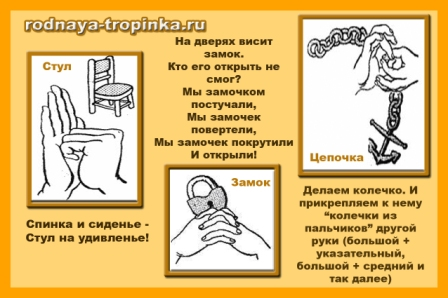 rodnaya-tropinka.ru
Стул
Спинка и сиденье -
Стул на удивленье!
На дверях висит
замок.
Кто его открыть не
смог?
Мы замочком
постучали,
Мы замочек
повертели,
Мы замочек покрутили
И открыли!
Замок
Цепочка
Делаем колечко. И
прикрепляем к нему
“колечки из
пальчиков” другой
руки (большой +
указательный,
большой + средний и
так далее)